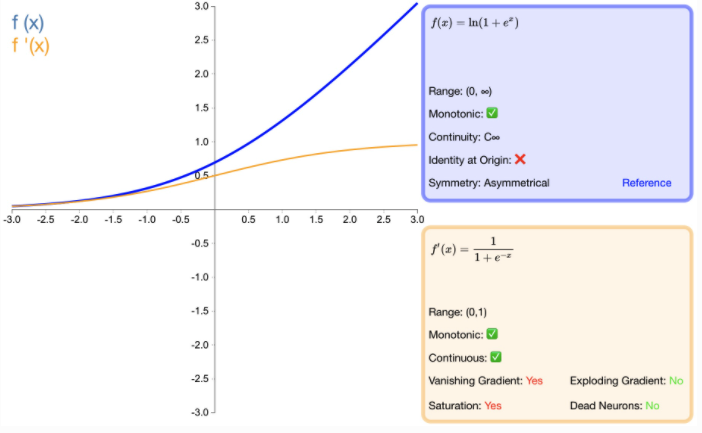 f (x)
f '(x)
3.0
2.5
2.0
1.5
1.0
0.5
-3.0 -2.5 -2.0 -1.5 -1.0 -0.5 0.5 1.0 1.5 2.0 2.5 3.0
-0.5
-1.0
-1.5
-2.0
-2.5
-3.0
f(x) = ln(1 + e^x)
Range: (0, ∞)
Monotonic: ✅
Continuity: C∞
Identity at Origin: ❌
Symmetry: Asymmetrical Reference
f'(x) = 1 / (1 + e^-x)
Range: (0,1)
Monotonic: ✅
Continuous: ✅
Vanishing Gradient: Yes Exploding Gradient: No
Saturation: Yes Dead Neurons: No